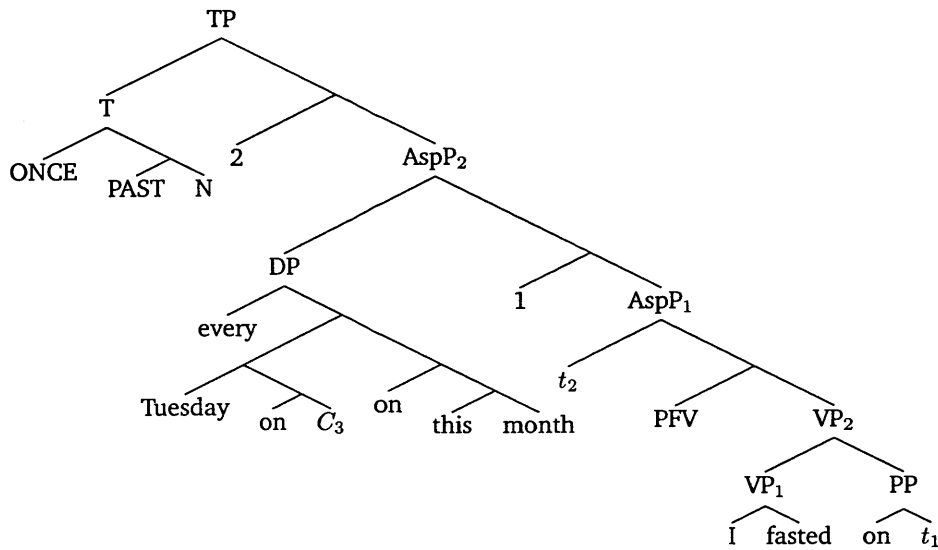 TP
T
ONCE PAST N 2 AspP₂
DP 1 AspP₁
every t₂
Tuesday on C₃ on this month PFV VP₂
VP₁ PP
I fasted on t₁